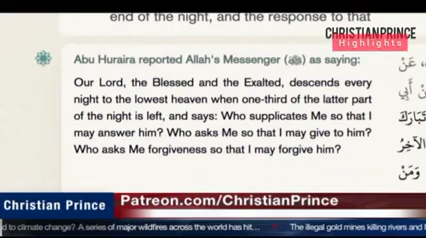 end of the night, and the response to that
CHRISTIANPRINCE
Highlights
Abu Huraira reported Allah's Messenger (ﷺ) as saying:
Our Lord, the Blessed and the Exalted, descends every
night to the lowest heaven when one-third of the latter part
of the night is left, and says: Who supplicates Me so that I
may answer him? Who asks Me so that I may give to him?
Who asks Me forgiveness so that I may forgive him?
عَنْ
الآخِرُ
وَمَنْ
Christian Prince
Patreon.com/ChristianPrince
d to climate change? A series of major wildfires across the world has hit...
The illegal gold mines killing rivers and l